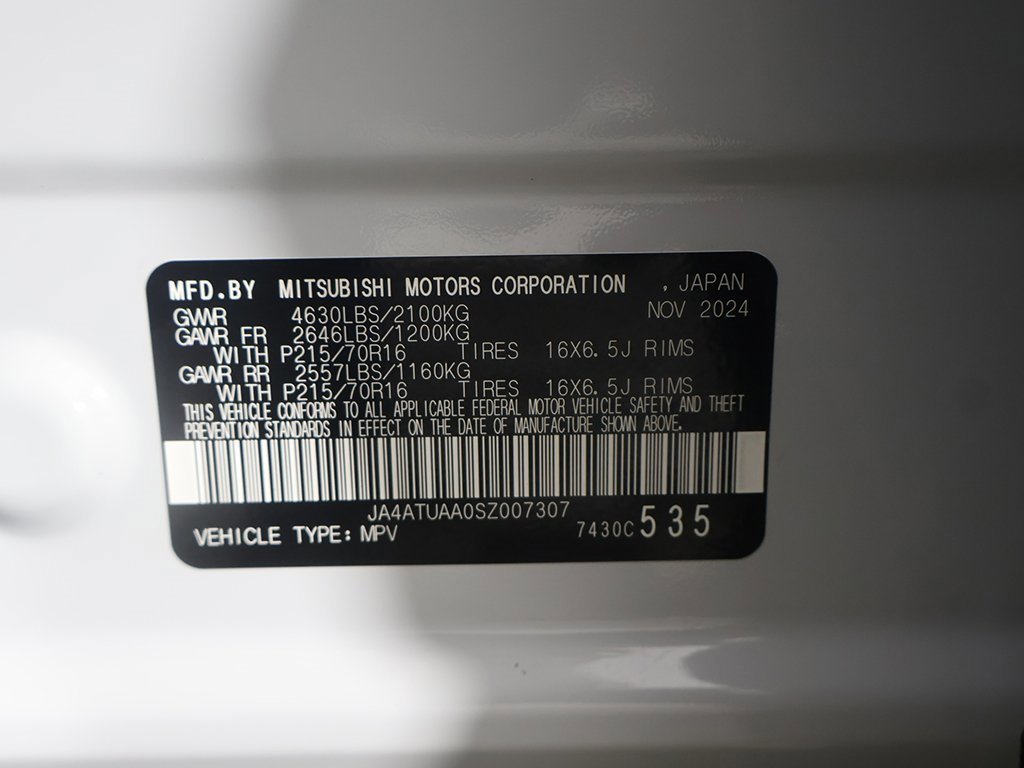 MFD.BY MITSUBISHI MOTORS CORPORATION , JAPAN
GVWR 4630LBS/2100KG NOV 2024
GAWR FR 2646LBS/1200KG
WITH P215/70R16 TIRES 16X6.5J RIMS
GAWR RR 2557LBS/1160KG
WITH P215/70R16 TIRES 16X6.5J RIMS
THIS VEHICLE CONFORMS TO ALL APPLICABLE FEDERAL MOTOR VEHICLE SAFETY AND THEFT
PREVENTION STANDARDS IN EFFECT ON THE DATE OF MANUFACTURE SHOWN ABOVE.
JA4ATUAA0SZ007307
VEHICLE TYPE: MPV 7430C 535